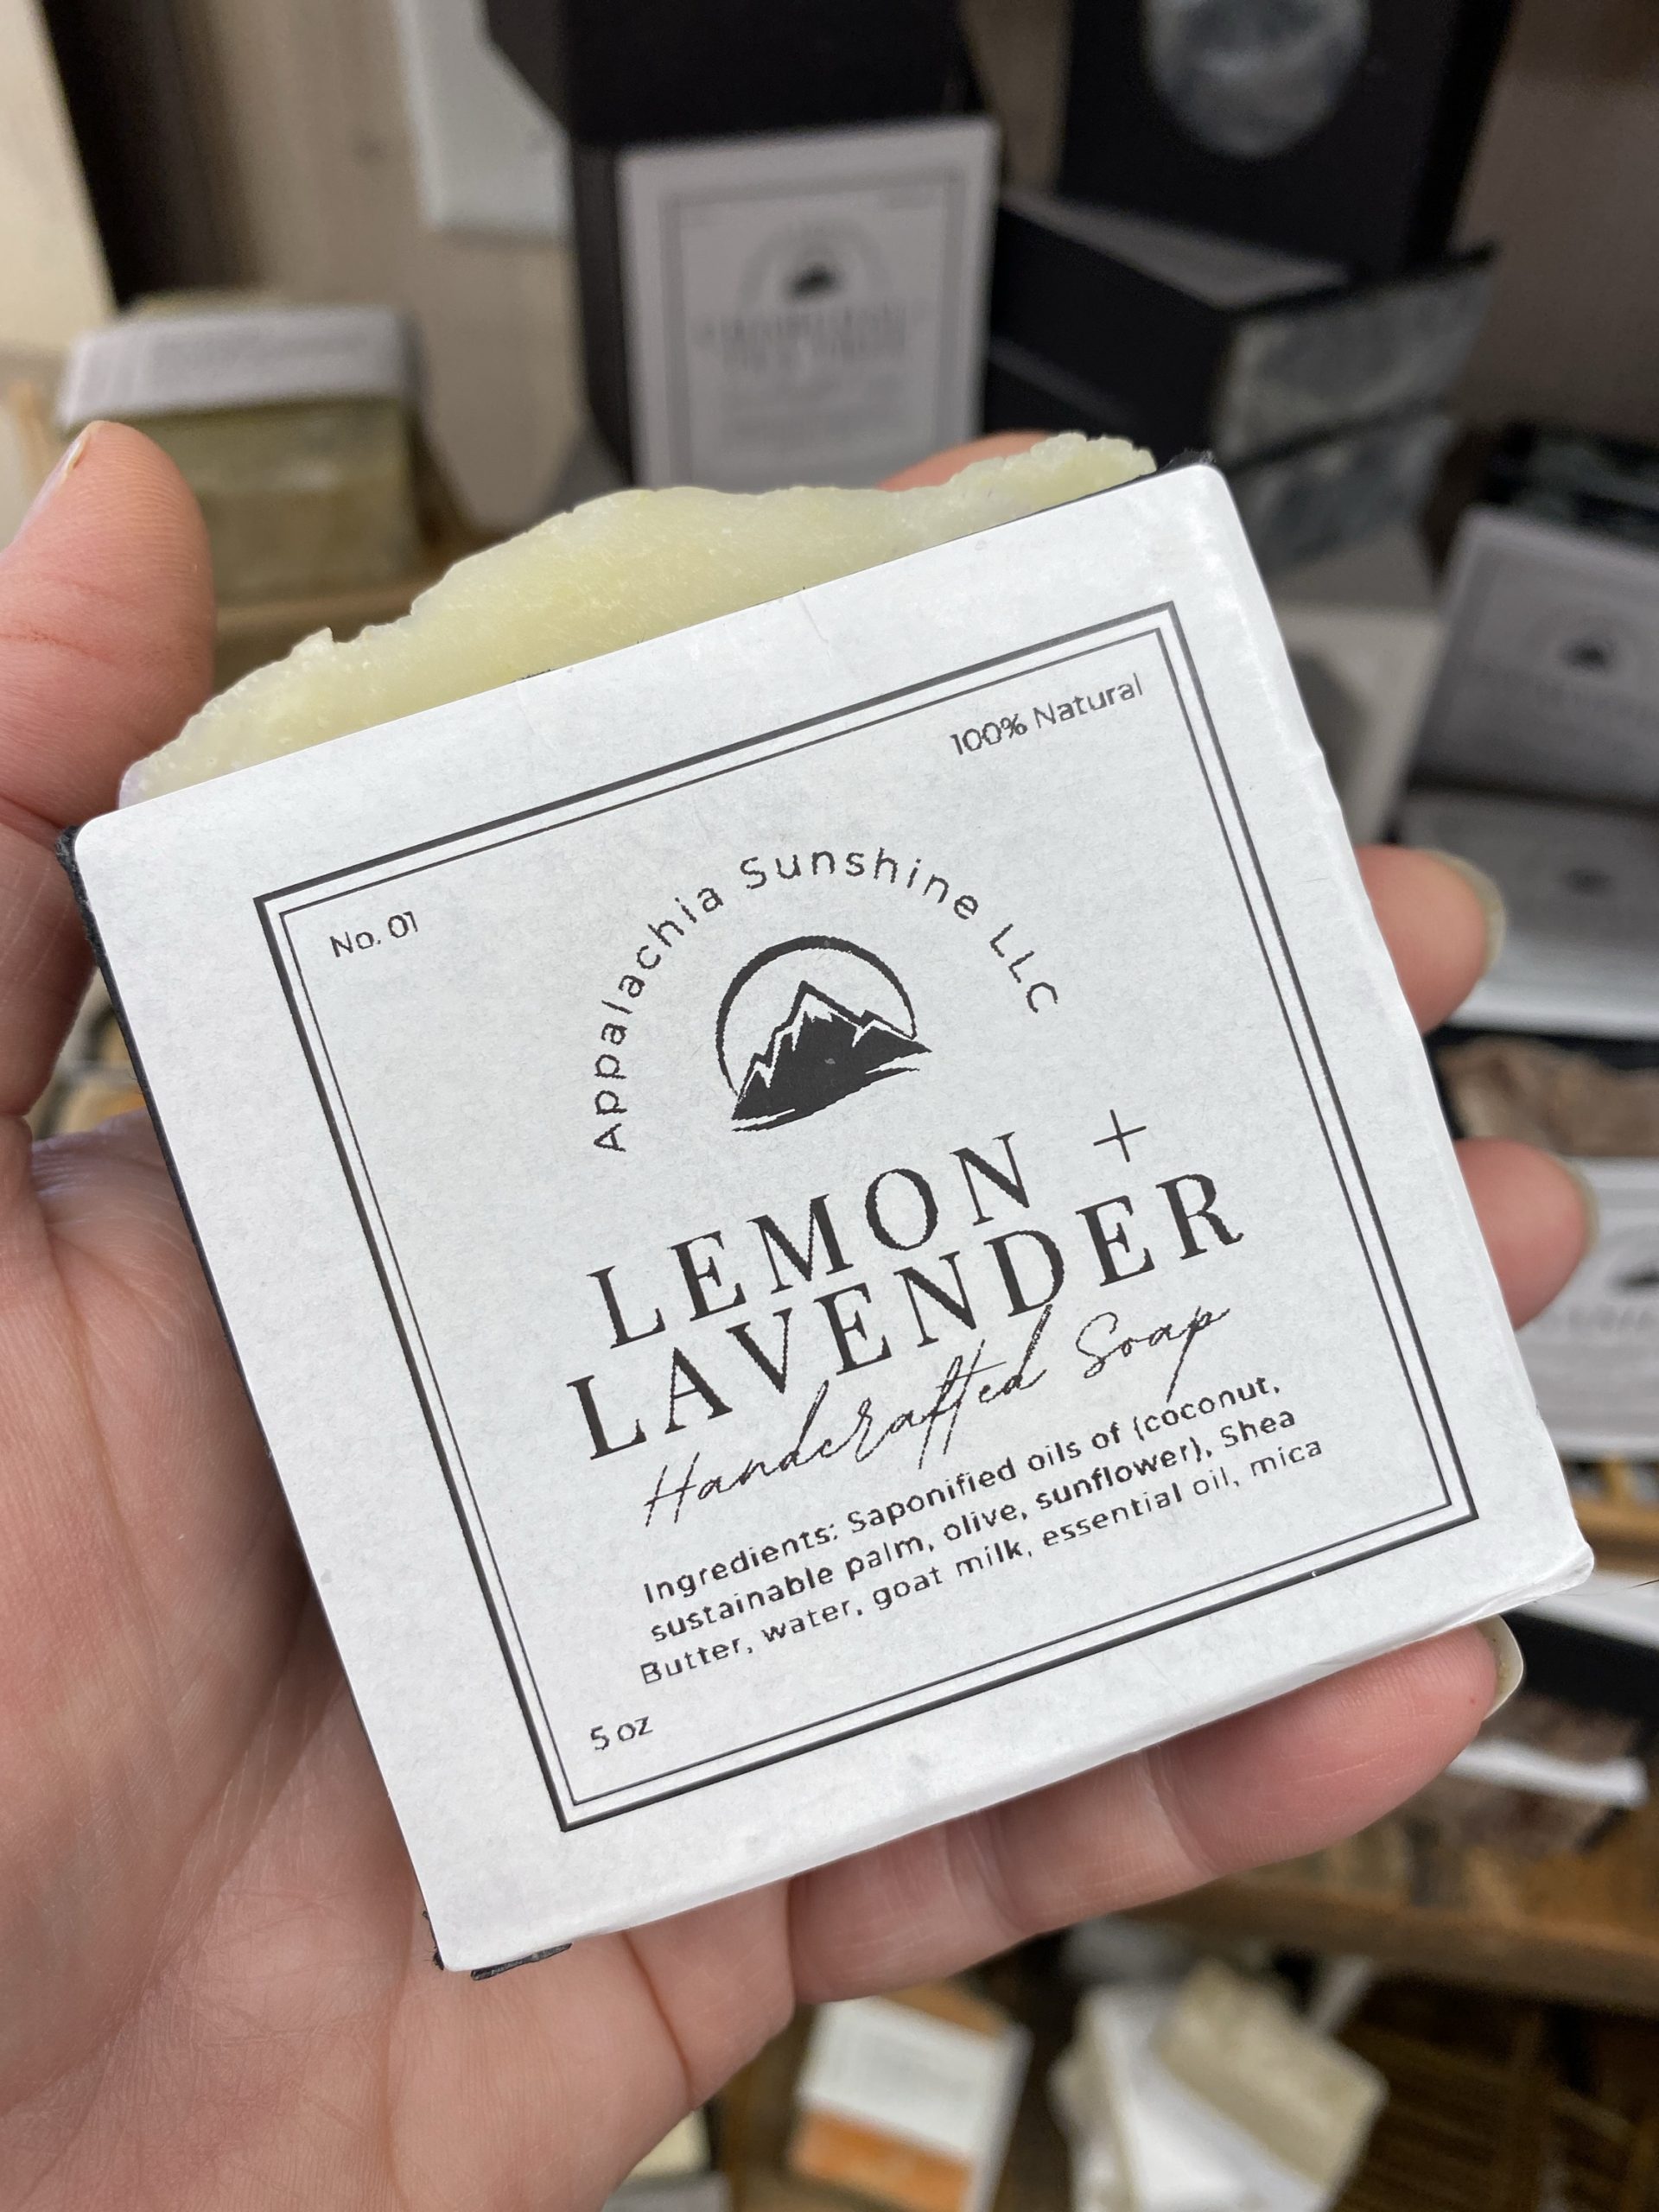 100% Natural
No. 01
Appalachia Sunshine LLC
LEMON +
LAVENDER
Handcrafted Soap
Ingredients: Saponified oils of (coconut,
sustainable palm, olive, sunflower), Shea
Butter, water, goat milk, essential oil, mica
5 oz